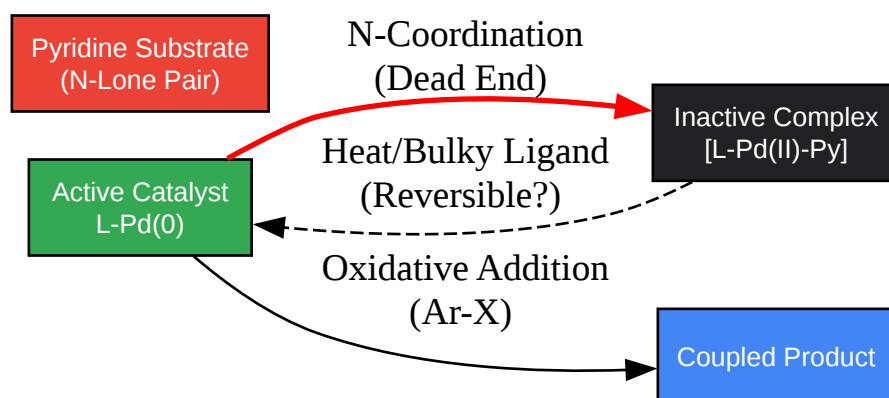 Pyridine Substrate
(N-Lone Pair)
N-Coordination
(Dead End)
Inactive Complex
[L-Pd(II)-Py]
Heat/Bulky Ligand
(Reversible?)
Active Catalyst
L-Pd(0)
Oxidative Addition
(Ar-X)
Coupled Product